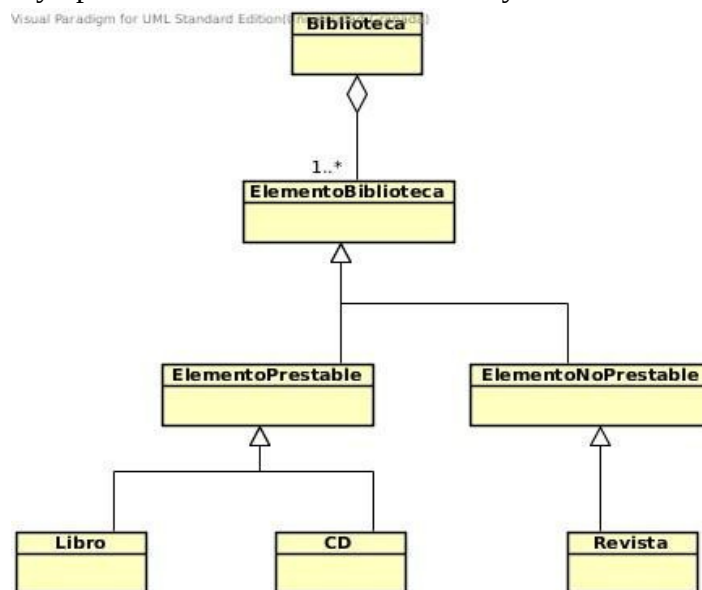 Visual Paradigm for UML Standard Edition(
Biblioteca
1..*
ElementoBiblioteca
ElementoPrestable
ElementoNoPrestable
Libro
CD
Revista